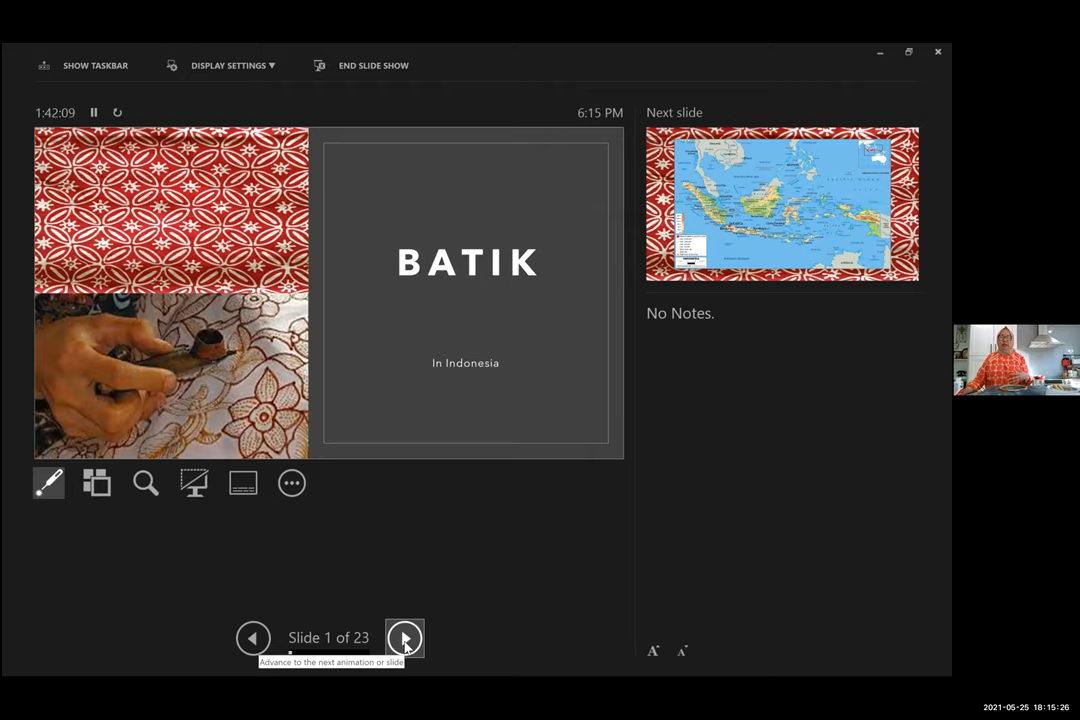 SHOW TASKBAR
DISPLAY SETTINGS ▼
END SLIDE SHOW
1:42:09
6:15 PM
Next slide
BATIK
In Indonesia
No Notes.
Slide 1 of 23
Advance to the next animation or slide
A A
2021-05-25 18:15:26